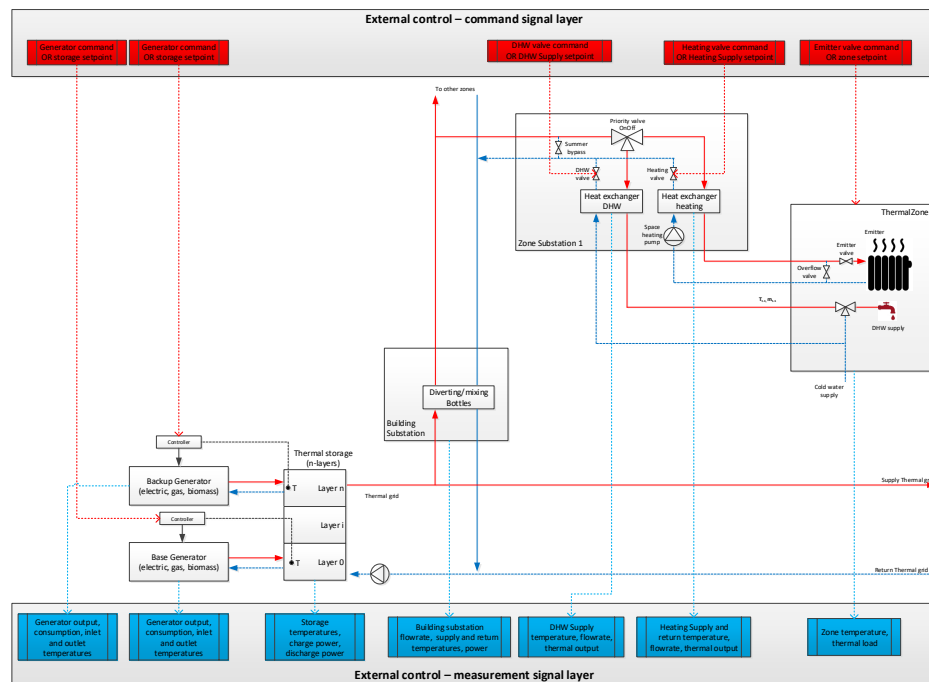 External control – command signal layer
Generator command
OR storage setpoint
Generator command
OR storage setpoint
DHW valve command
OR DHW Supply setpoint
Heating valve command
OR Heating Supply setpoint
Emitter valve command
OR zone setpoint
To other zones
Priority valve
OnOff
Summer
bypass
DHW
valve
Heating
valve
Heat exchanger
DHW
Heat exchanger
heating
Space
heating
pump
Zone Substation 1
ThermalZone
Emitter
Emitter
valve
Overflow
valve
DHW supply
Cold water
supply
Diverting/mixing
Bottles
Building
Substation
Controller
Thermal storage
(n-layers)
Backup Generator
(electric, gas, biomass)
T
Layer n
Thermal grid
Supply Thermal gri
Controller
Layer i
Base Generator
(electric, gas, biomass)
T
Layer 0
Return Thermal grid
Generator output,
consumption, inlet
and outlet
temperatures
Generator output,
consumption, inlet
and outlet
temperatures
Storage
temperatures,
charge power,
discharge power
Building substation
flowrate, supply and return
temperatures, power
DHW Supply
temperature, flowrate,
thermal output
Heating Supply and
return temperature,
flowrate, thermal output
Zone temperature,
thermal load
External control – measurement signal layer